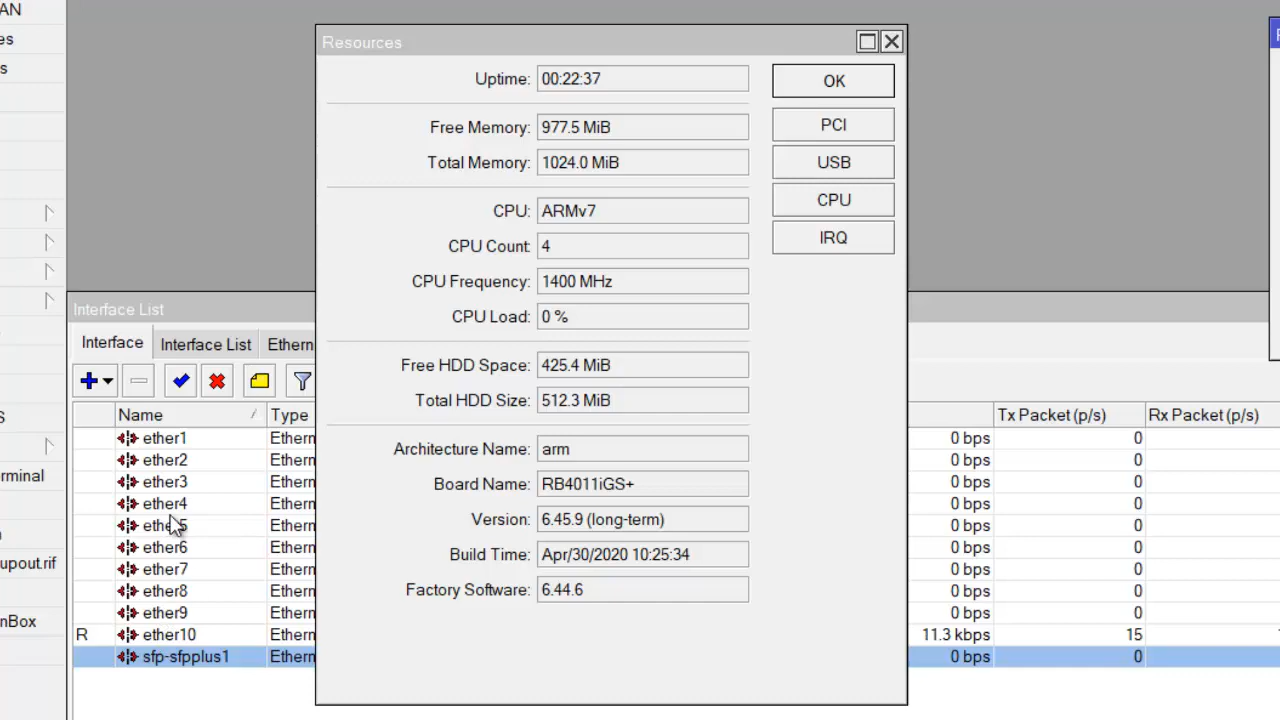 AN
es
s
S
rminal
upout.rif
nBox
Resources
Uptime: 00:22:37
Free Memory: 977.5 MiB
Total Memory: 1024.0 MiB
CPU: ARMv7
CPU Count: 4
CPU Frequency: 1400 MHz
CPU Load: 0 %
Free HDD Space: 425.4 MiB
Total HDD Size: 512.3 MiB
Architecture Name: arm
Board Name: RB4011iGS+
Version: 6.45.9 (long-term)
Build Time: Apr/30/2020 10:25:34
Factory Software: 6.44.6
OK
PCI
USB
CPU
IRQ
Interface List
Interface Interface List Ethern
Name Type Tx Packet (p/s) Rx Packet (p/s)
ether1 Ethern 0 bps 0
ether2 Ethern 0 bps 0
ether3 Ethern 0 bps 0
ether4 Ethern 0 bps 0
ether5 Ethern 0 bps 0
ether6 Ethern 0 bps 0
ether7 Ethern 0 bps 0
ether8 Ethern 0 bps 0
ether9 Ethern 0 bps 0
R ether10 Ethern 11.3 kbps 15
sfp-sfpplus1 Ethern 0 bps 0